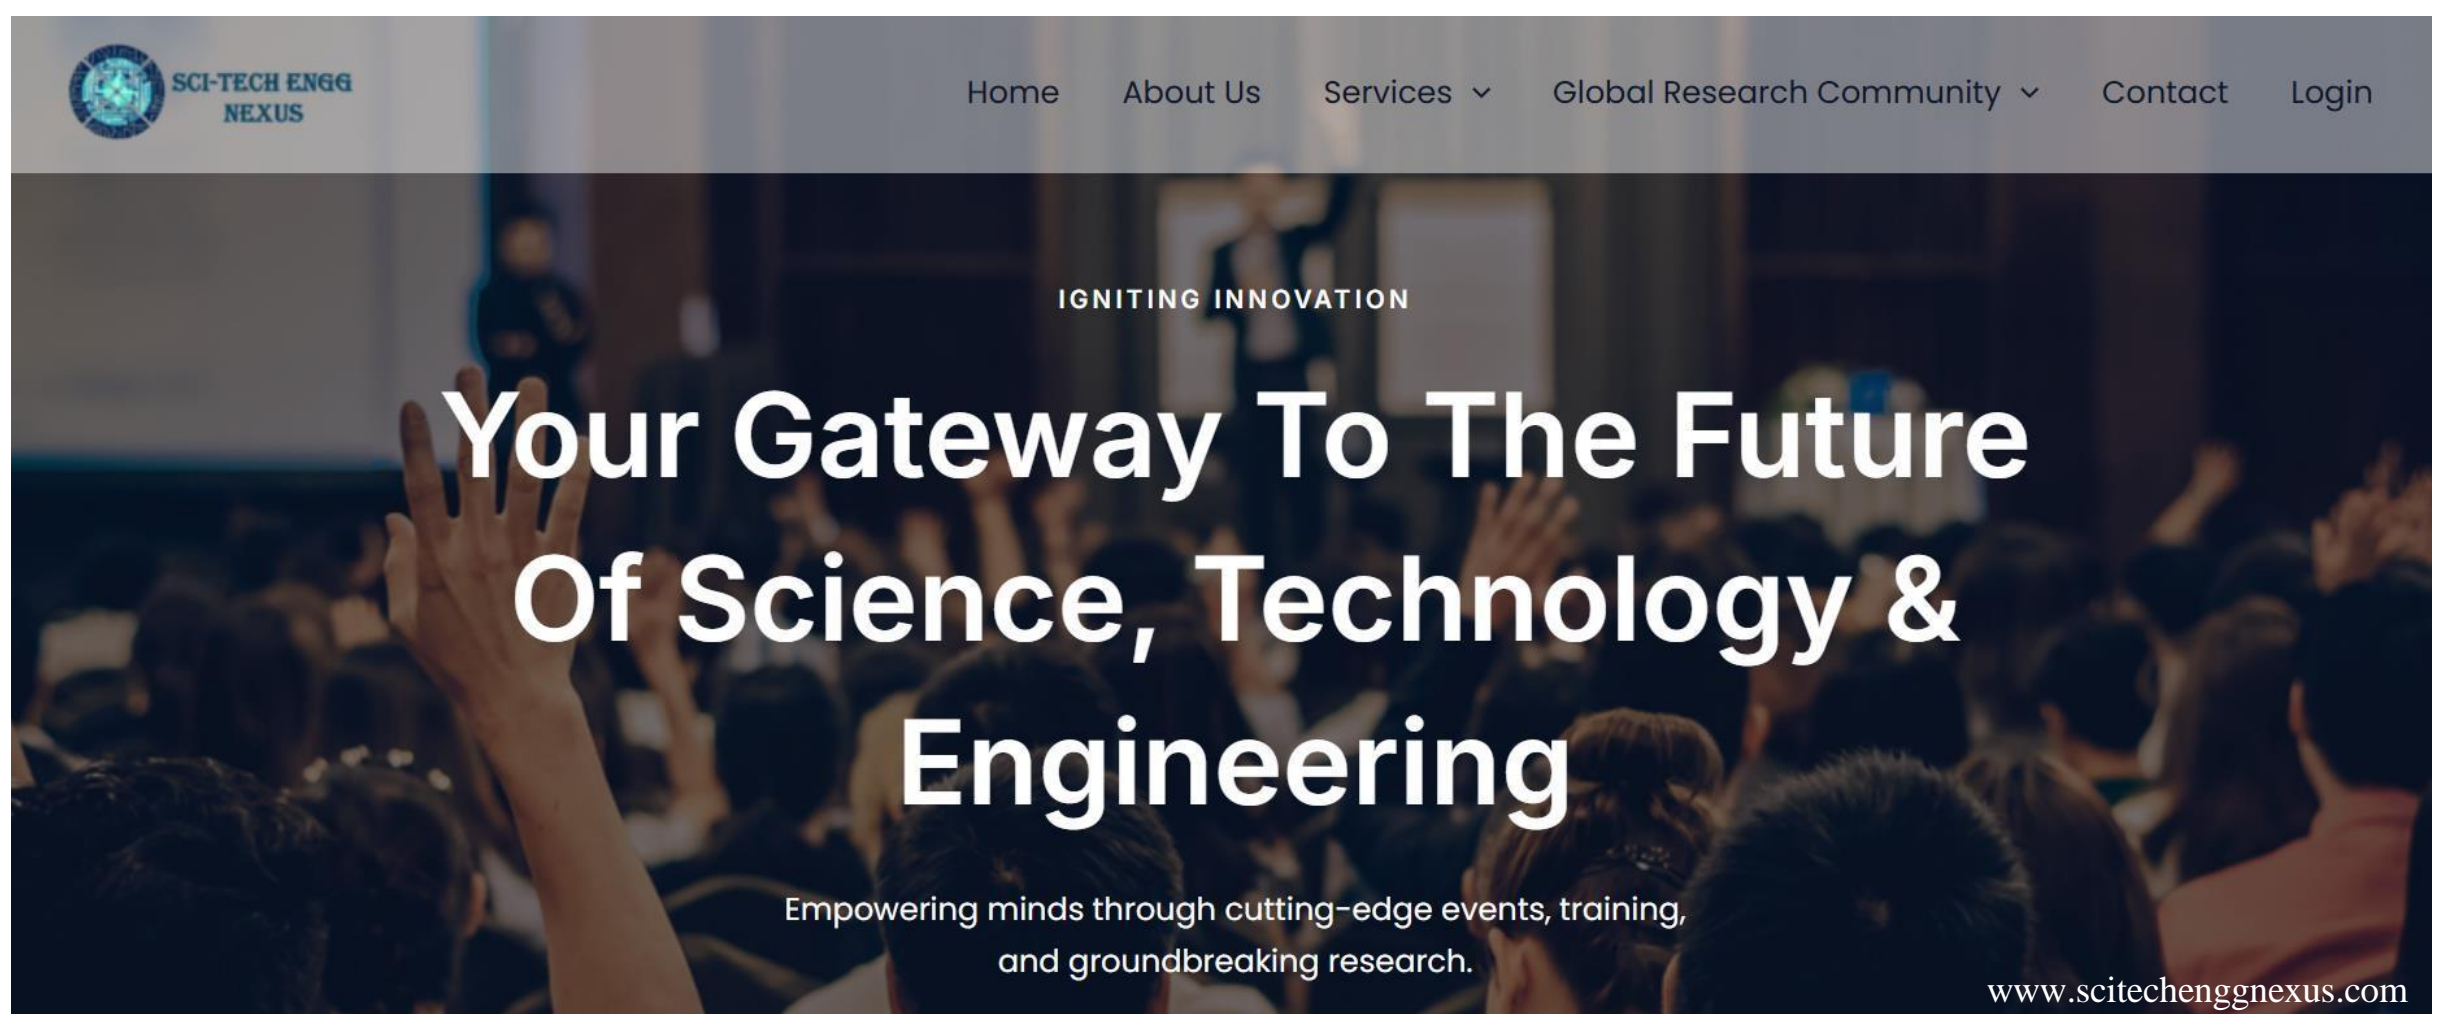 SCI-TECH ENGG
NEXUS
Home About Us Services Global Research Community Contact Login
IGNITING INNOVATION
Your Gateway To The Future
Of Science, Technology &
Engineering
Empowering minds through cutting-edge events, training,
and groundbreaking research.
www.scitechenggnexus.com